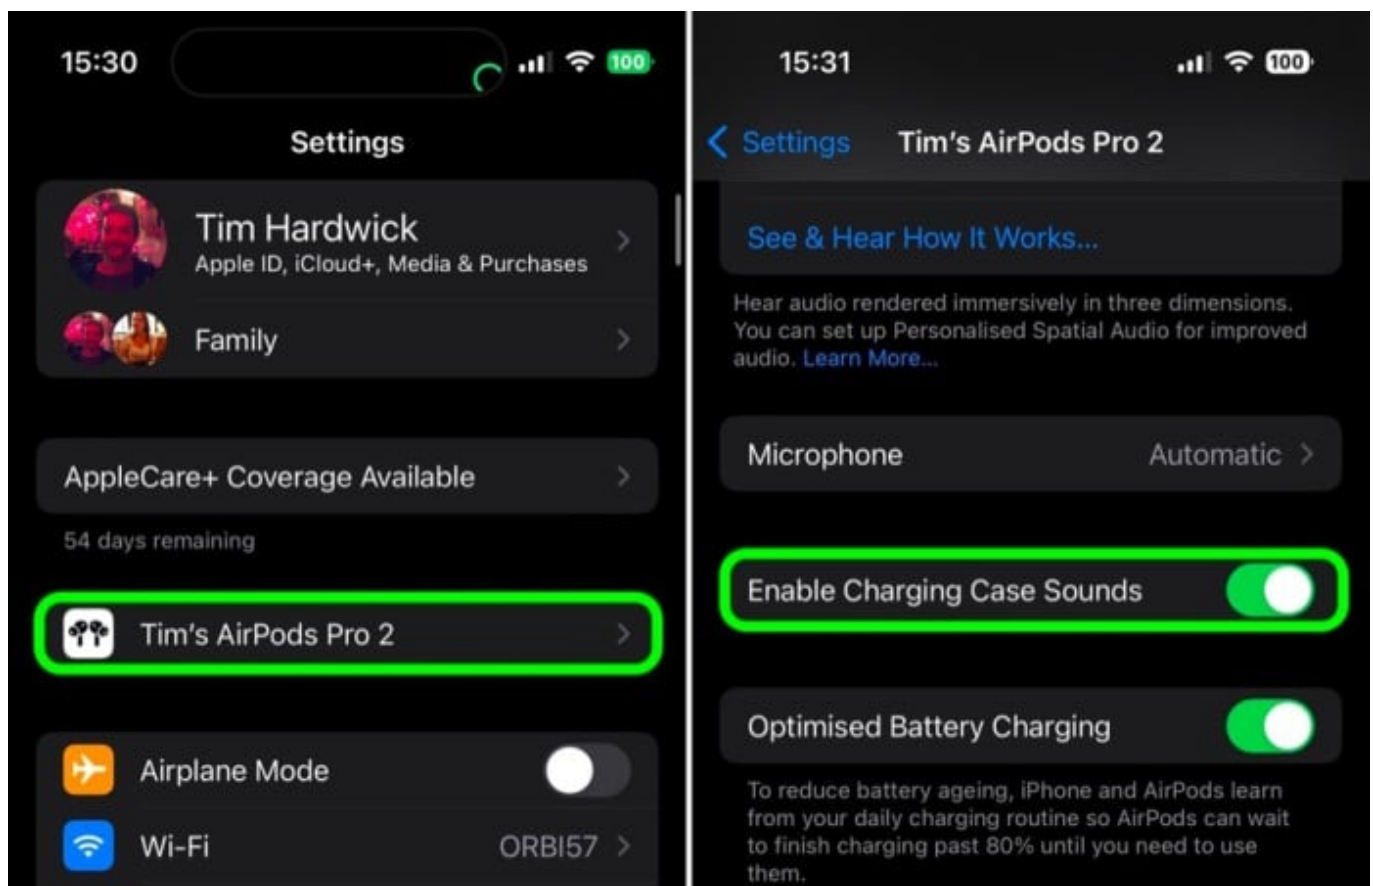 15:30
100
Settings
Tim Hardwick
Apple ID, iCloud+, Media & Purchases
Family
AppleCare+ Coverage Available
54 days remaining
Tim's AirPods Pro 2
Airplane Mode
Wi-Fi
ORBI57
15:31
100
Settings
Tim's AirPods Pro 2
See & Hear How It Works...
Hear audio rendered immersively in three dimensions.
You can set up Personalised Spatial Audio for improved
audio. Learn More...
Microphone
Automatic
Enable Charging Case Sounds
Optimised Battery Charging
To reduce battery ageing, iPhone and AirPods learn
from your daily charging routine so AirPods can wait
to finish charging past 80% until you need to use
them.